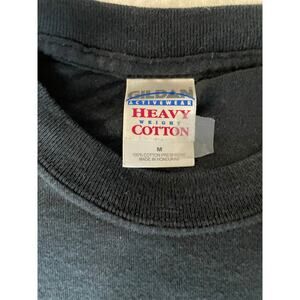 GILDAN
ACTIVEWEAR
HEAVY
WEIGHT
COTTON
M
100% COTTON PRESHRUNK
MADE IN HONDURAS